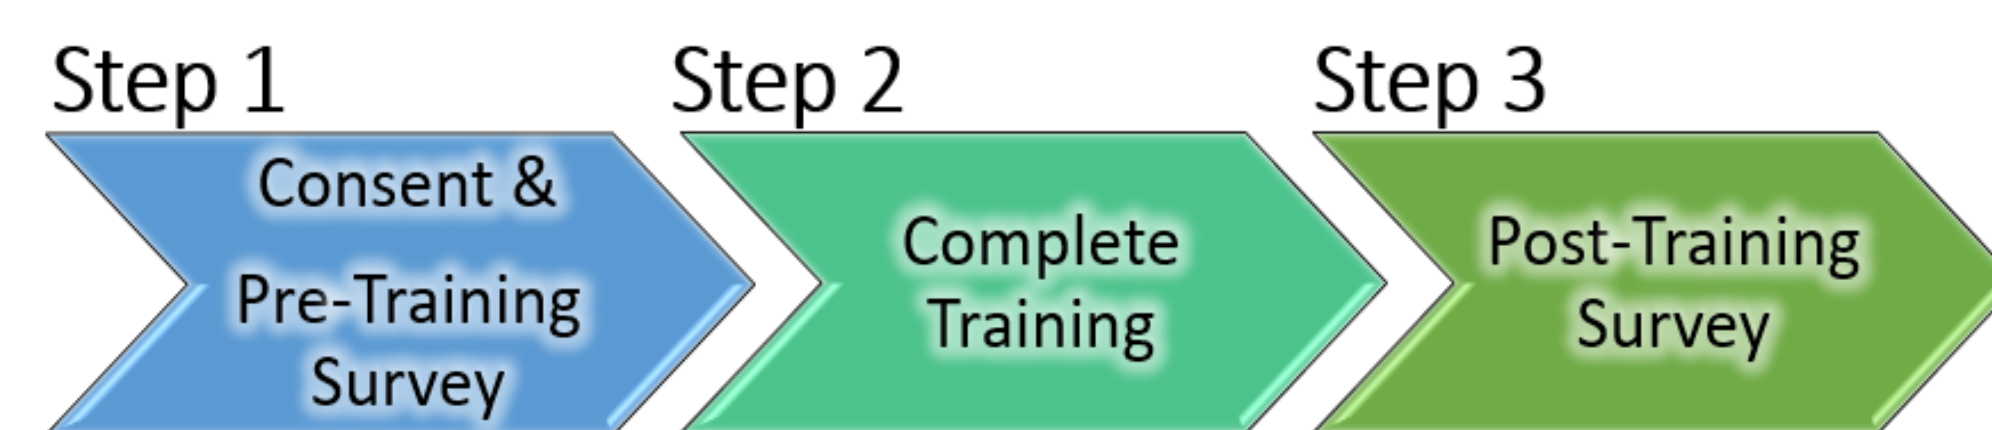 Step 1
Consent &
Pre-Training
Survey
Step 2
Complete
Training
Step 3
Post-Training
Survey